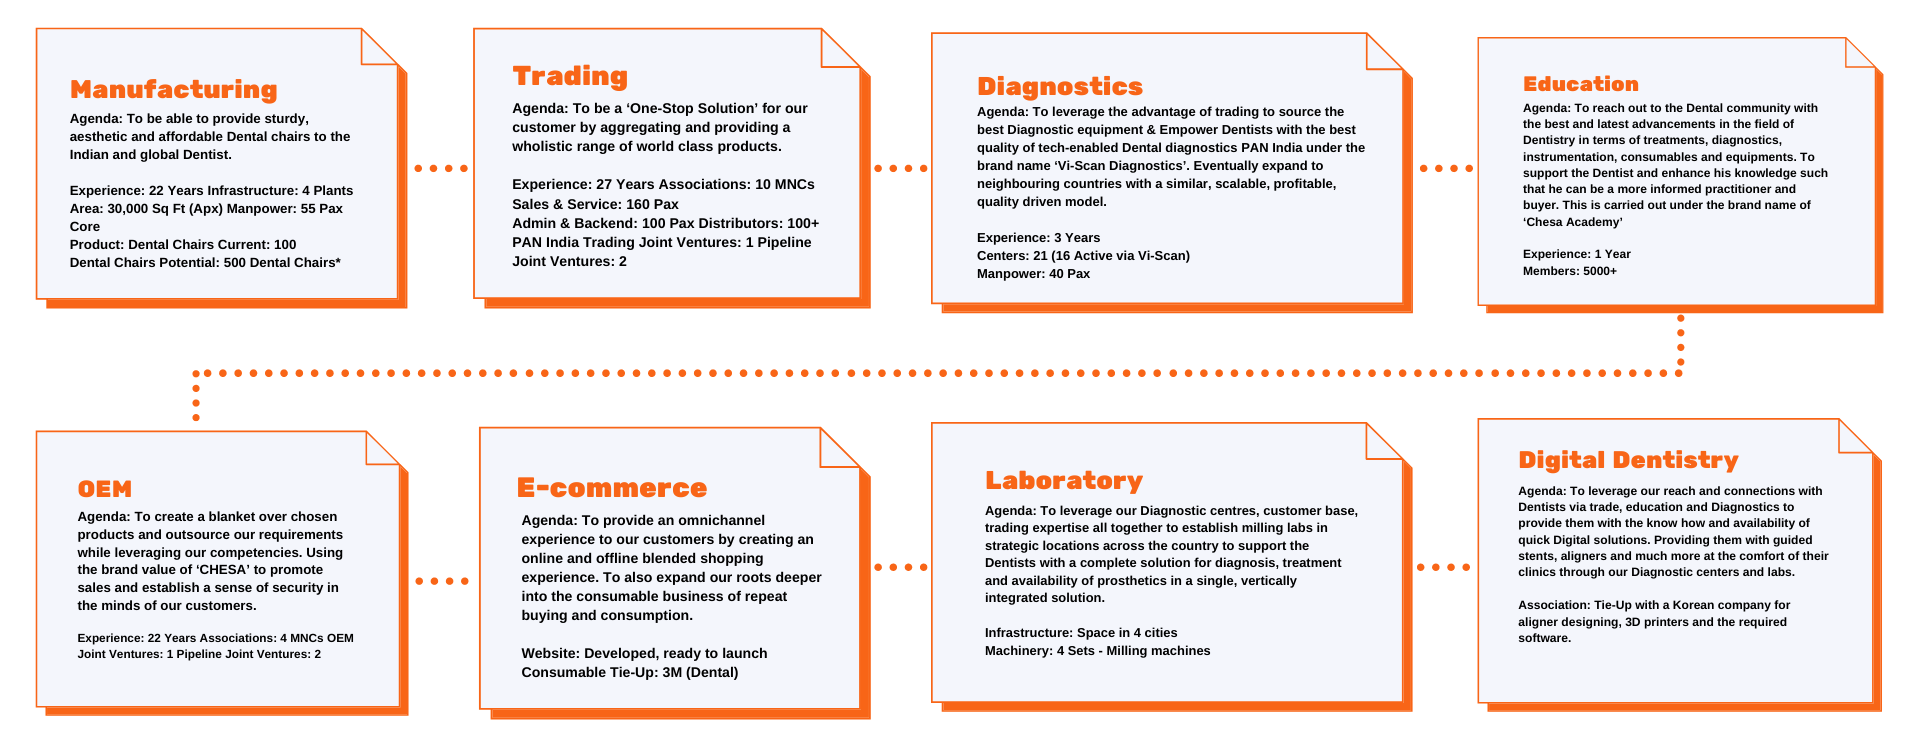 Manufacturing
Agenda: To be able to provide sturdy,
aesthetic and affordable Dental chairs to the
Indian and global Dentist.
Experience: 22 Years Infrastructure: 4 Plants
Area: 30,000 Sq Ft (Apx) Manpower: 55 Pax
Core
Product: Dental Chairs Current: 100
Dental Chairs Potential: 500 Dental Chairs*
Trading
Agenda: To be a ‘One-Stop Solution’ for our
customer by aggregating and providing a
wholistic range of world class products.
Experience: 27 Years Associations: 10 MNCs
Sales & Service: 160 Pax
Admin & Backend: 100 Pax Distributors: 100+
PAN India Trading Joint Ventures: 1 Pipeline
Joint Ventures: 2
Diagnostics
Agenda: To leverage the advantage of trading to source the
best Diagnostic equipment & Empower Dentists with the best
quality of tech-enabled Dental diagnostics PAN India under the
brand name ‘Vi-Scan Diagnostics’. Eventually expand to
neighbouring countries with a similar, scalable, profitable,
quality driven model.
Experience: 3 Years
Centers: 21 (16 Active via Vi-Scan)
Manpower: 40 Pax
Education
Agenda: To reach out to the Dental community with
the best and latest advancements in the field of
Dentistry in terms of treatments, diagnostics,
instrumentation, consumables and equipments. To
support the Dentist and enhance his knowledge such
that he can be a more informed practitioner and
buyer. This is carried out under the brand name of
‘Chesa Academy’
Experience: 1 Year
Members: 5000+
OEM
Agenda: To create a blanket over chosen
products and outsource our requirements
while leveraging our competencies. Using
the brand value of ‘CHESA’ to promote
sales and establish a sense of security in
the minds of our customers.
Experience: 22 Years Associations: 4 MNCs OEM
Joint Ventures: 1 Pipeline Joint Ventures: 2
E-commerce
Agenda: To provide an omnichannel
experience to our customers by creating an
online and offline blended shopping
experience. To also expand our roots deeper
into the consumable business of repeat
buying and consumption.
Website: Developed, ready to launch
Consumable Tie-Up: 3M (Dental)
Laboratory
Agenda: To leverage our Diagnostic centres, customer base,
trading expertise all together to establish milling labs in
strategic locations across the country to support the
Dentists with a complete solution for diagnosis, treatment
and availability of prosthetics in a single, vertically
integrated solution.
Infrastructure: Space in 4 cities
Machinery: 4 Sets - Milling machines
Digital Dentistry
Agenda: To leverage our reach and connections with
Dentists via trade, education and Diagnostics to
provide them with the know how and availability of
quick Digital solutions. Providing them with guided
stents, aligners and much more at the comfort of their
clinics through our Diagnostic centers and labs.
Association: Tie-Up with a Korean company for
aligner designing, 3D printers and the required
software.